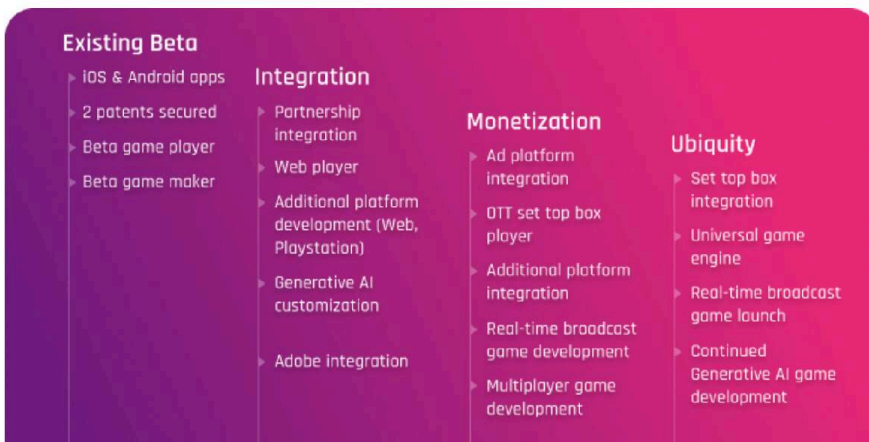 Existing Beta
iOS & Android apps
2 patents secured
Beta game player
Beta game maker
Integration
Partnership
integration
Web player
Additional platform
development (Web,
Playstation)
Generative AI
customization
Adobe integration
Monetization
Ad platform
integration
OTT set top box
player
Additional platform
integration
Real-time broadcast
game development
Multiplayer game
development
Ubiquity
Set top box
integration
Universal game
engine
Real-time broadcast
game launch
Continued
Generative AI game
development